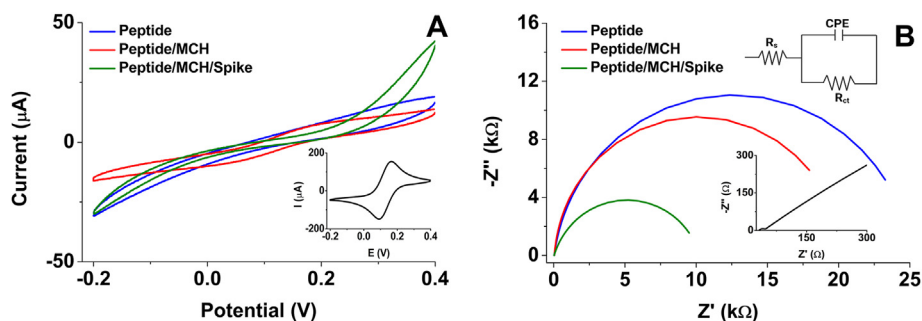 A
Peptide
Peptide/MCH
Peptide/MCH/Spike
50
0
-50
Current (μA)
-0.2 0.0 0.2 0.4
Potential (V)
200
0
-200
I (μA)
-0.2 0.0 0.2 0.4
E (V)
B
Peptide
Peptide/MCH
Peptide/MCH/Spike
-16
-12
-8
-4
0
-Z'' (kΩ)
0 5 10 15 20 25
Z' (kΩ)
CPE
Rs
Rct
300
150
0
-Z'' (Ω)
150 300
Z' (Ω)